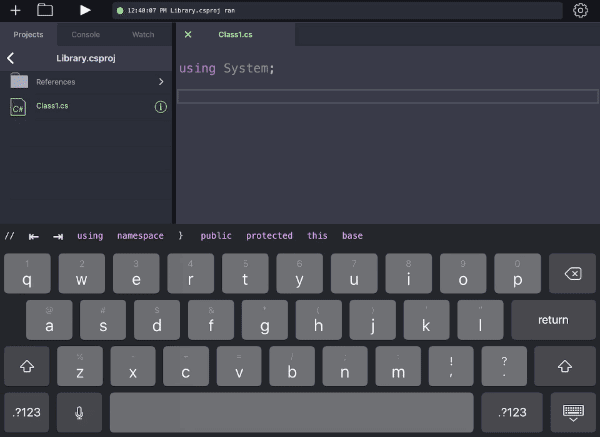 12:40:07 PM Library.csproj ran
Projects Console Watch
Class1.cs
Library.csproj
References
Class1.cs
C#
using System;
// using namespace } public protected this base
1 2 3 4 5 6 7 8 9 0
q w e r t y u i o p
@ # $ & * ( ) ' "
a s d f g h j k l return
% - + = / ; : ! ?
z x c v b n m , .
.?123 .?123